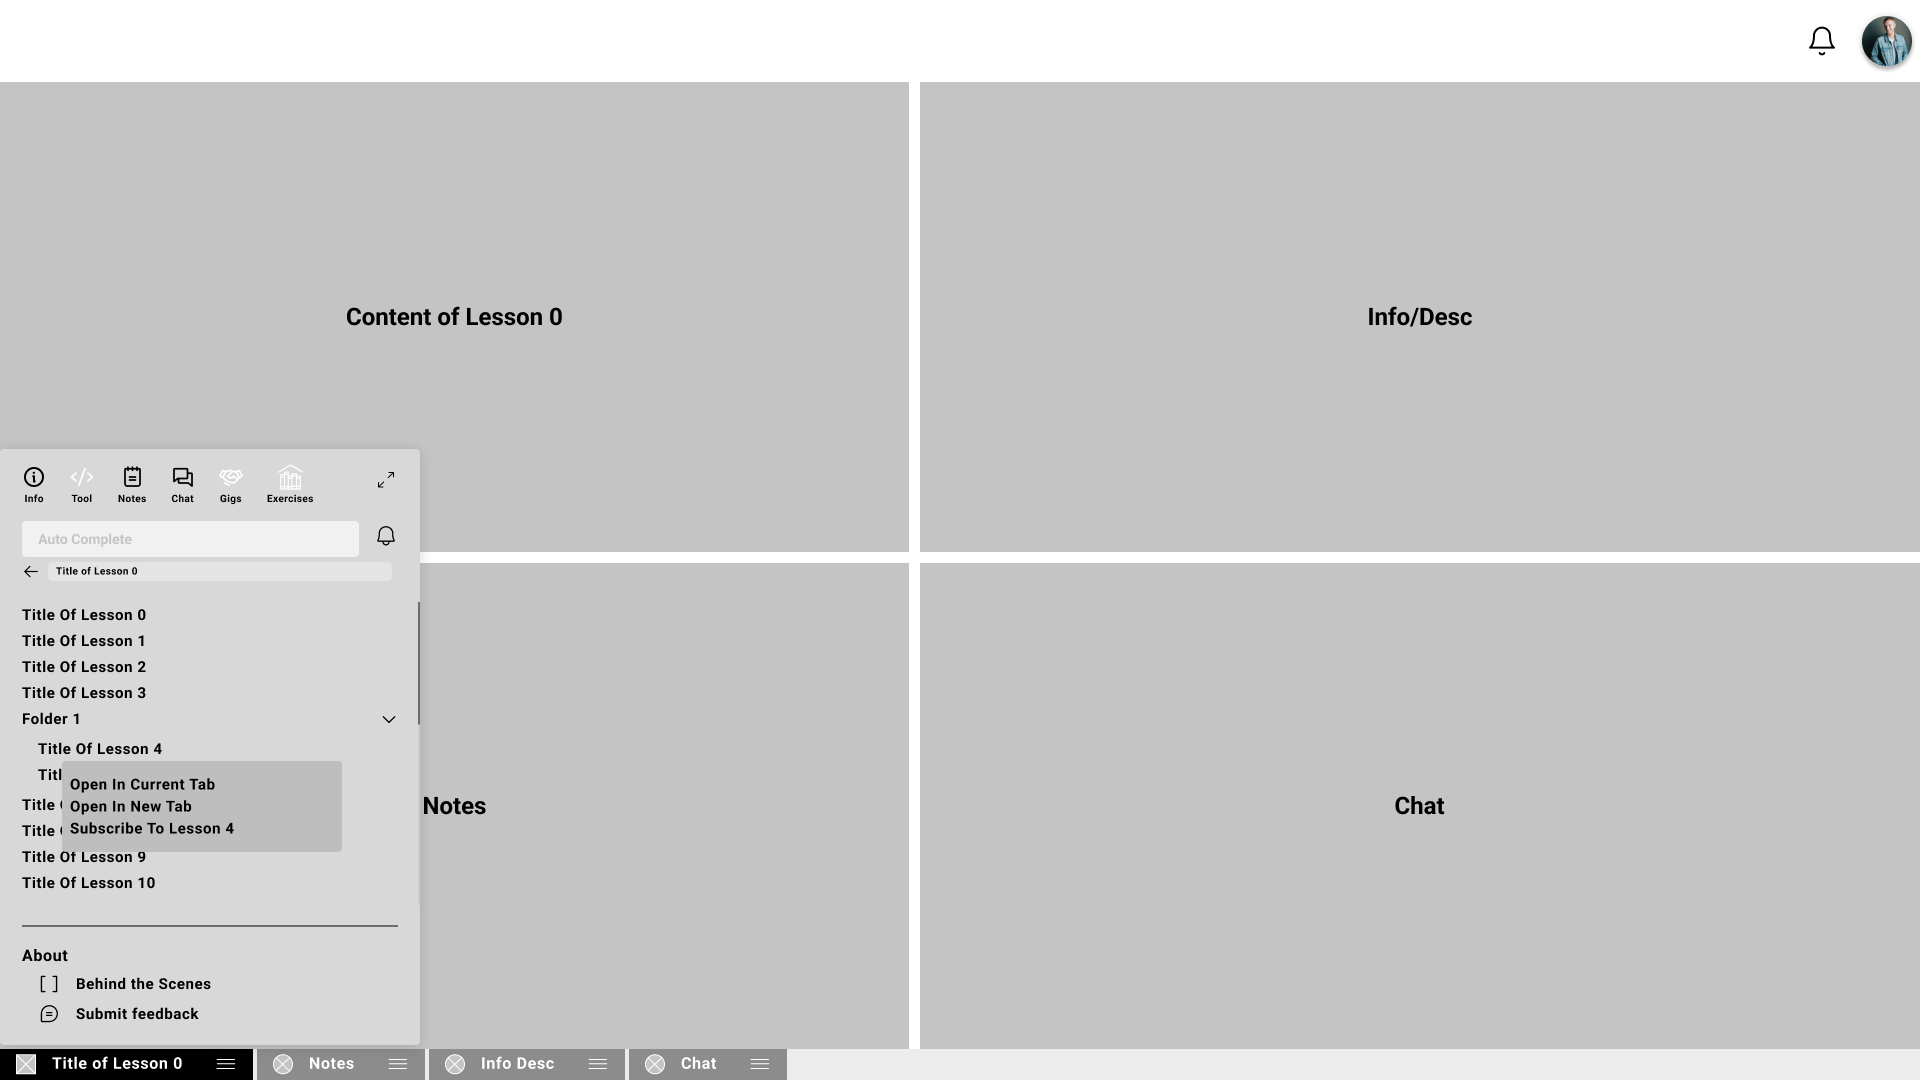 Content of Lesson 0
Info/Desc
Info
Tool
Notes
Chat
Gigs
Exercises
Auto Complete
Title of Lesson 0
Title Of Lesson 0
Title Of Lesson 1
Title Of Lesson 2
Title Of Lesson 3
Folder 1
Title Of Lesson 4
Open In Current Tab
Open In New Tab
Subscribe To Lesson 4
Title
Title
Title Of Lesson 9
Title Of Lesson 10
Notes
Chat
About
[ ] Behind the Scenes
Submit feedback
Title of Lesson 0
Notes
Info Desc
Chat